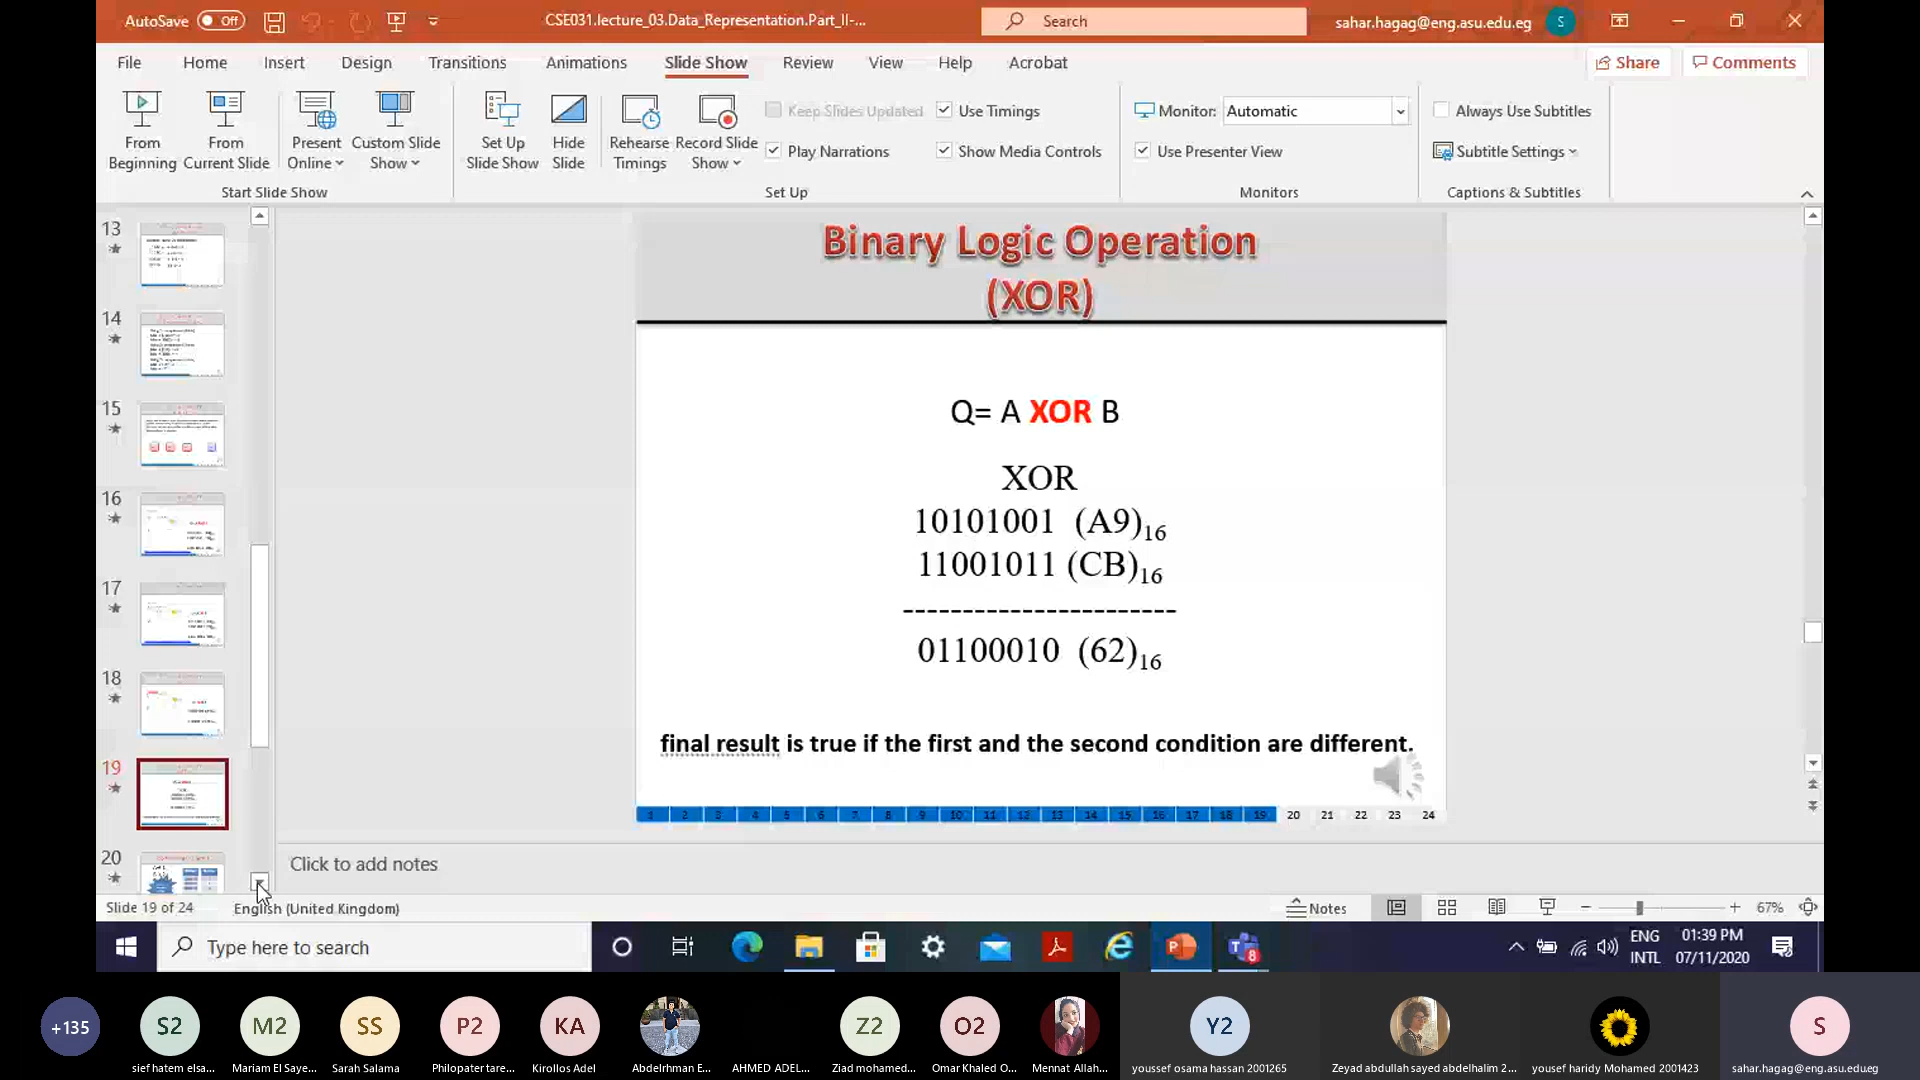 AutoSave Off
CSE031.lecture_03.Data_Representation.Part_II-...
Search
sahar.hagag@eng.asu.edu.eg S
File Home Insert Design Transitions Animations Slide Show Review View Help Acrobat Share Comments
From Beginning
From Current Slide
Present Online
Custom Slide Show
Start Slide Show
Set Up Slide Show
Hide Slide
Rehearse Timings
Record Slide Show
Keep Slides Updated
Use Timings
Play Narrations
Show Media Controls
Set Up
Monitor: Automatic
Use Presenter View
Monitors
Always Use Subtitles
Subtitle Settings
Captions & Subtitles
13
14
15
16
17
18
19
20
Binary Logic Operation
(XOR)
Q= A XOR B
XOR
10101001 (A9)16
11001011 (CB)16
-----------------------
01100010 (62)16
final result is true if the first and the second condition are different.
1 2 3 4 5 6 7 8 9 10 11 12 13 14 15 16 17 18 19 20 21 22 23 24
Click to add notes
Slide 19 of 24 English (United Kingdom) Notes 67%
Type here to search
8
ENG INTL
01:39 PM
07/11/2020
+135 S2 M2 SS P2 KA Z2 O2 Y2 S
sief hatem elsa... Mariam El Saye... Sarah Salama Philopater tare... Kirollos Adel Abdelrhman E... AHMED ADEL... Ziad mohamed... Omar Khaled O... Mennat Allah... youssef osama hassan 2001265 Zeyad abdullah sayed abdelhalim 2... yousef haridy Mohamed 2001423 sahar.hagag@eng.asu.edu.eg